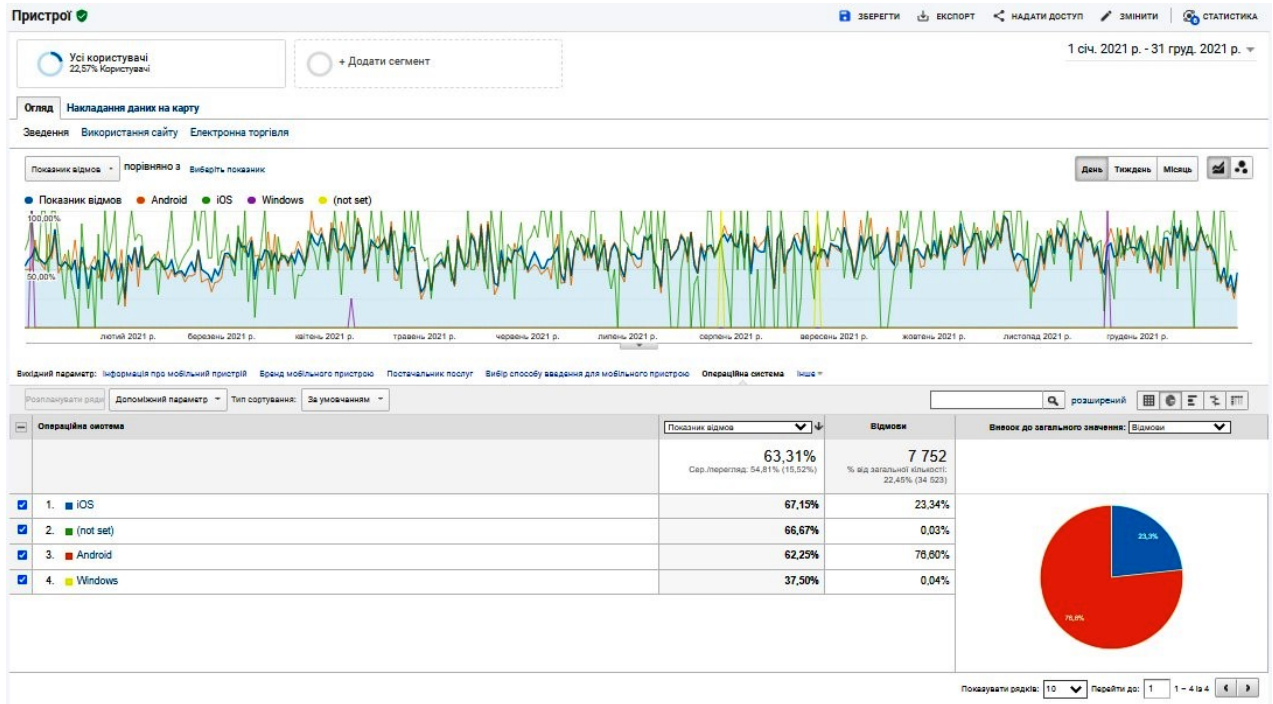 Пристрої
ЗБЕРЕГТИ ЕКСПОРТ НАДАТИ ДОСТУП ЗМІНИТИ СТАТИСТИКА
Усі користувачі
22,57% Користувачі
+ Додати сегмент
1 січ. 2021 р. - 31 груд. 2021 р.
Огляд Накладання даних на карту
Зведення Використання сайту Електронна торгівля
Показник відмов порівняно з Виберіть показник
День Тиждень Місяць
Показник відмов Android iOS Windows (not set)
100,00%
50,00%
лютий 2021 р. березень 2021 р. квітень 2021 р. травень 2021 р. червень 2021 р. липень 2021 р. серпень 2021 р. вересень 2021 р. жовтень 2021 р. листопад 2021 р. грудень 2021 р.
Вихідний параметр: Інформація про мобільний пристрій Бренд мобільного пристрою Постачальник послуг Вибір способу введення для мобільного пристрою Операційна система Інше
Розпланувати ряди Допоміжний параметр Тип сортування: За умовчанням
розширений
Операційна система Показник відмов Відмови Внесок до загального значення: Відмови
63,31% 7 752
Сер./перегляд: 54,81% (15,52%) % від загальної кількості:
22,45% (34 523)
1. iOS 67,15% 23,34%
2. (not set) 66,67% 0,03%
3. Android 62,25% 76,60%
4. Windows 37,50% 0,04%
23,3%
76,6%
Показувати рядків: 10 Перейти до: 1 1 – 4 із 4